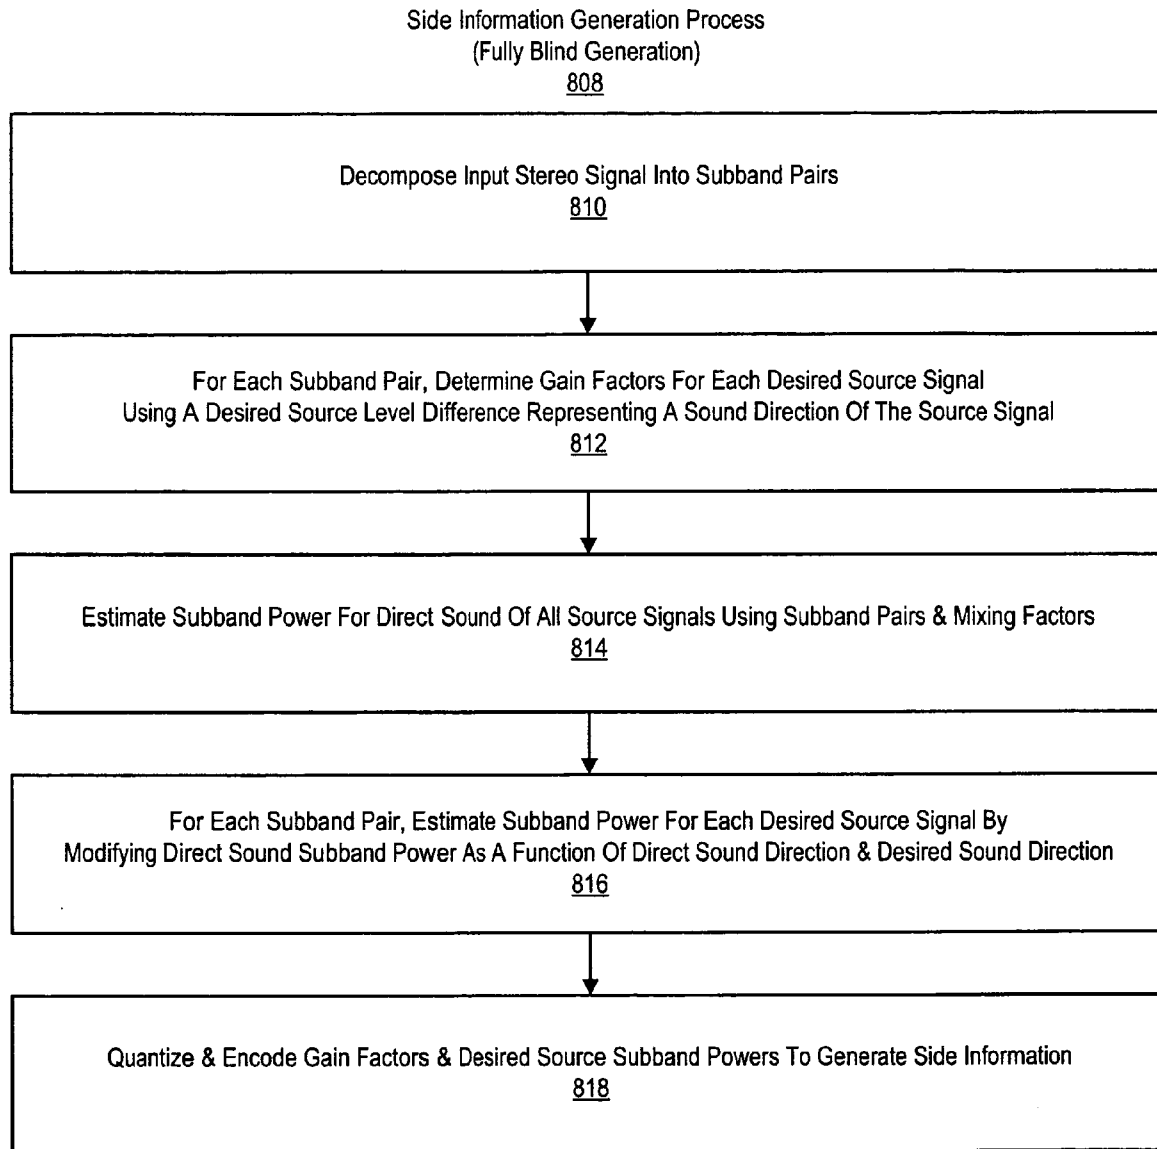 Side Information Generation Process
(Fully Blind Generation)
808
Decompose Input Stereo Signal Into Subband Pairs
810
For Each Subband Pair, Determine Gain Factors For Each Desired Source Signal
Using A Desired Source Level Difference Representing A Sound Direction Of The Source Signal
812
Estimate Subband Power For Direct Sound Of All Source Signals Using Subband Pairs & Mixing Factors
814
For Each Subband Pair, Estimate Subband Power For Each Desired Source Signal By
Modifying Direct Sound Subband Power As A Function Of Direct Sound Direction & Desired Sound Direction
816
Quantize & Encode Gain Factors & Desired Source Subband Powers To Generate Side Information
818